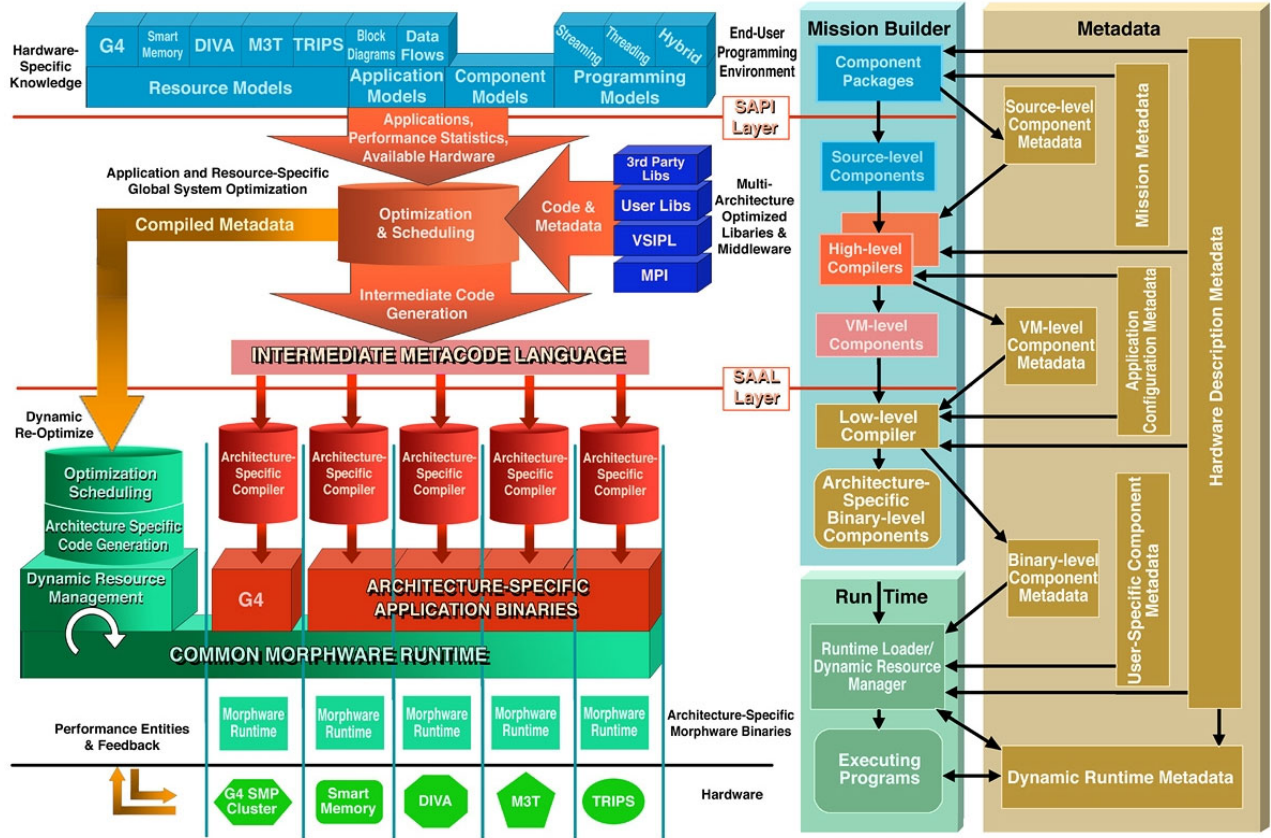 Hardware-
Specific
Knowledge
G4
Smart
Memory
DIVA
M3T
TRIPS
Block
Diagrams
Data
Flows
Streaming
Threading
Hybrid
Resource Models
Application
Models
Component
Models
Programming
Models
End-User
Programming
Environment
SAPI
Layer
Applications,
Performance Statistics,
Available Hardware
Application and Resource-Specific
Global System Optimization
Compiled Metadata
Optimization
& Scheduling
Code &
Metadata
3rd Party
Libs
User Libs
VSIPL
MPI
Multi-
Architecture
Optimized
Libaries &
Middleware
Intermediate Code
Generation
INTERMEDIATE METACODE LANGUAGE
SAAL
Layer
Dynamic
Re-Optimize
Optimization
Scheduling
Architecture Specific
Code Generation
Dynamic Resource
Management
Architecture-
Specific
Compiler
Architecture-
Specific
Compiler
Architecture-
Specific
Compiler
Architecture-
Specific
Compiler
Architecture-
Specific
Compiler
G4
ARCHITECTURE-SPECIFIC
APPLICATION BINARIES
COMMON MORPHWARE RUNTIME
Performance Entities
& Feedback
Morphware
Runtime
Morphware
Runtime
Morphware
Runtime
Morphware
Runtime
Morphware
Runtime
Architecture-Specific
Morphware Binaries
G4 SMP
Cluster
Smart
Memory
DIVA
M3T
TRIPS
Hardware
Mission Builder
Component
Packages
Source-level
Components
High-level
Compilers
VM-level
Components
Low-level
Compiler
Architecture-
Specific
Binary-level
Components
Run Time
Runtime Loader/
Dynamic Resource
Manager
Executing
Programs
Metadata
Source-level
Component
Metadata
Mission Metadata
VM-level
Component
Metadata
Application
Configuration Metadata
Hardware Description Metadata
Binary-level
Component
Metadata
User-Specific Component
Metadata
Dynamic Runtime Metadata